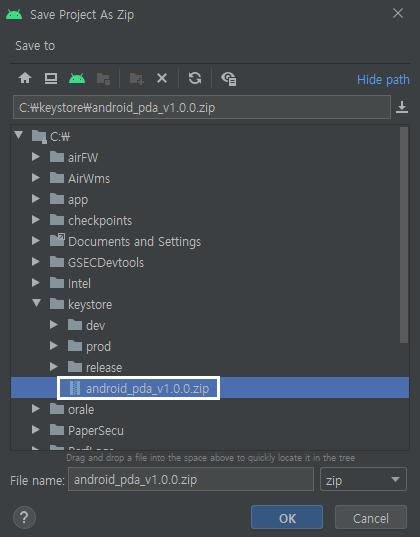 Save Project As Zip
Save to
Hide path
C:₩keystore₩android_pda_v1.0.0.zip
C:₩
airFW
AirWms
app
checkpoints
Documents and Settings
GSECDevtools
Intel
keystore
dev
prod
release
android_pda_v1.0.0.zip
orale
PaperSecu
PerfLogs
Drag and drop a file into the space above to quickly locate it in the tree
File name: android_pda_v1.0.0.zip zip
? OK Cancel